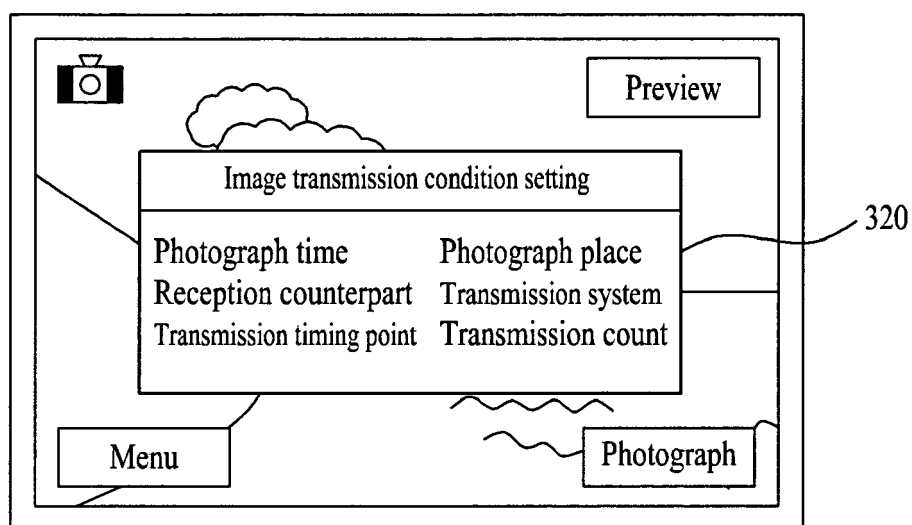 Preview
Image transmission condition setting
Photograph time Photograph place
Reception counterpart Transmission system
Transmission timing point Transmission count
320
Menu
Photograph